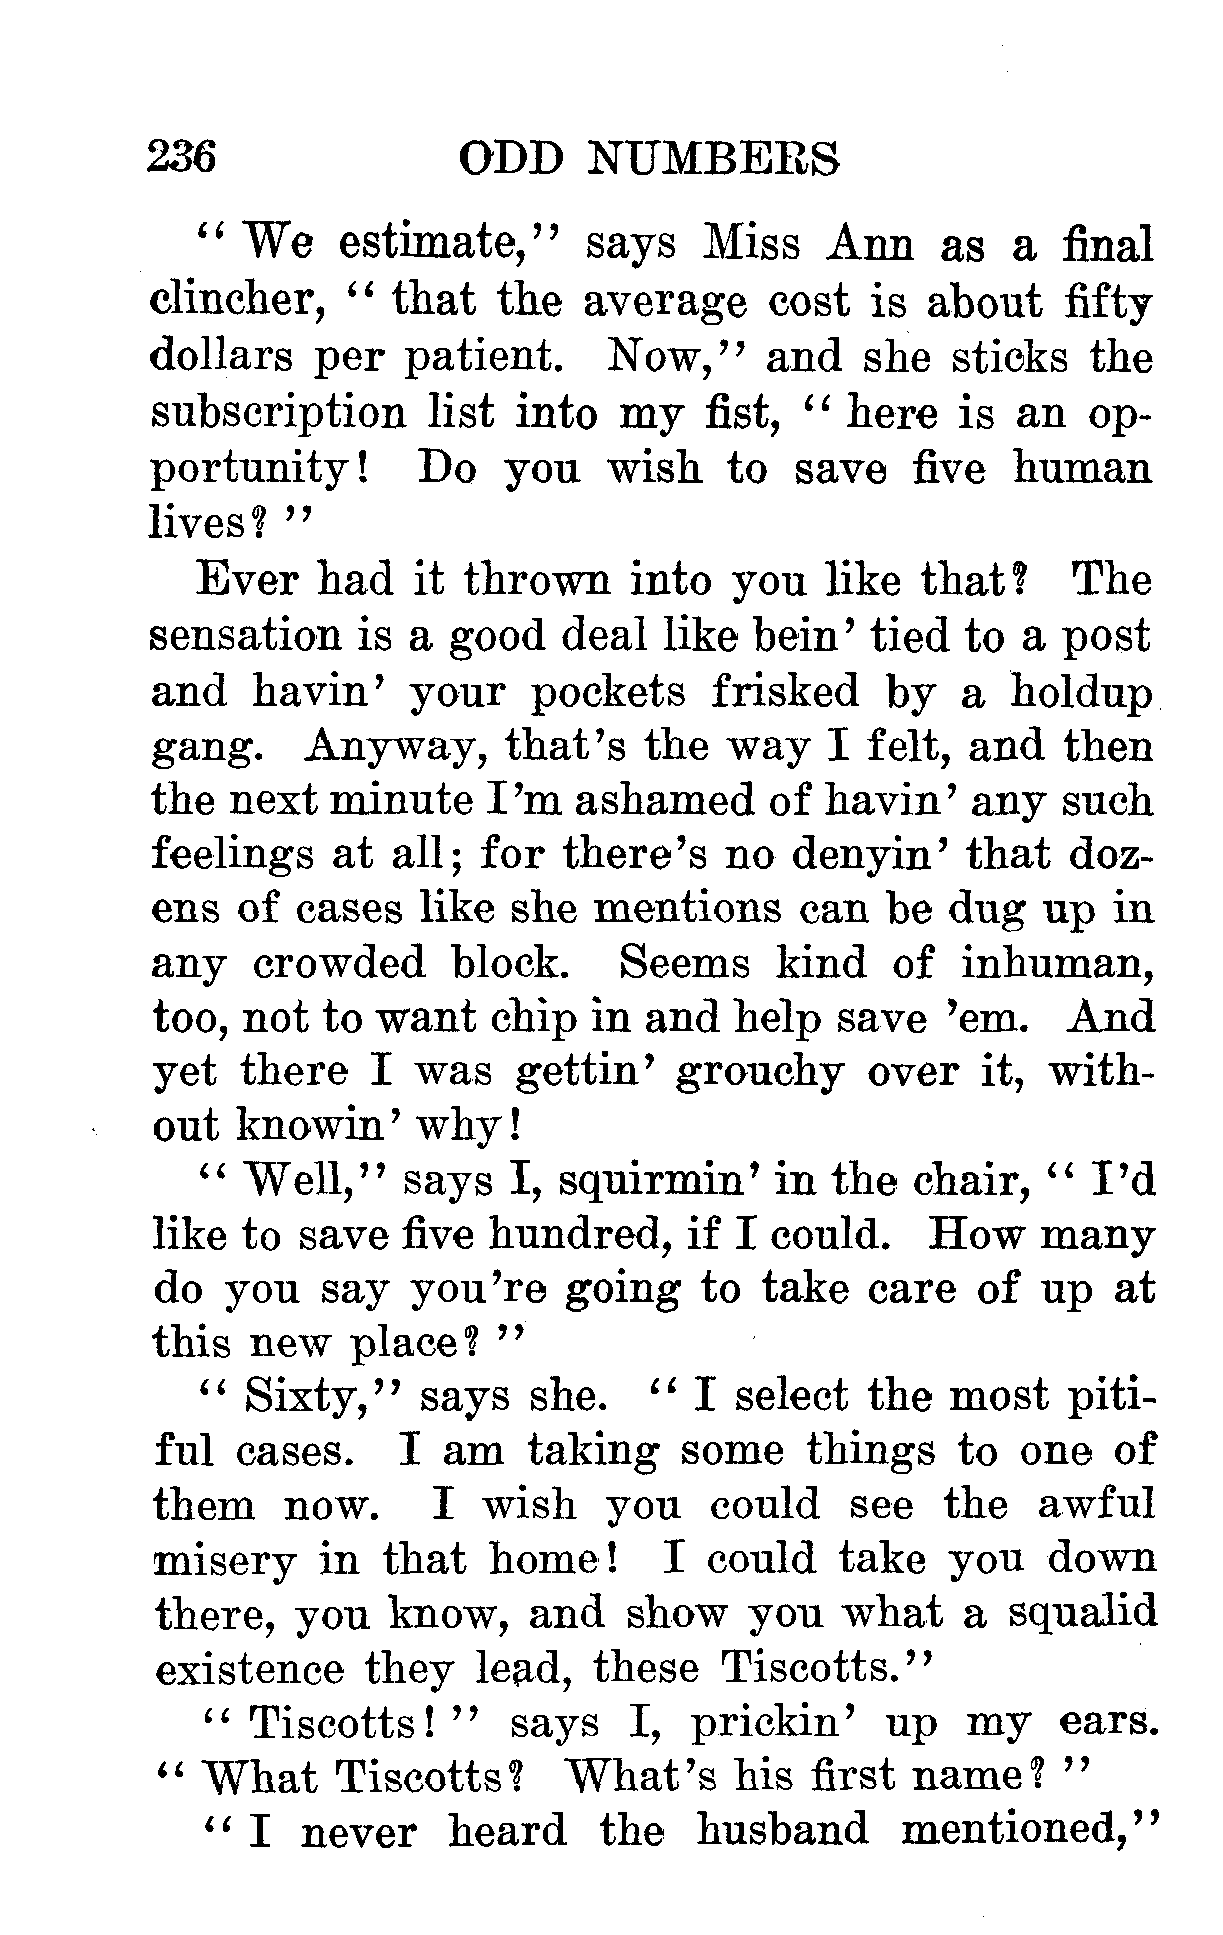 236 ODD NUMBERS
"We estimate," says Miss Ann as a final
clincher, "that the average cost is about fifty
dollars per patient. Now," and she sticks the
subscription list into my fist, "here is an op-
portunity! Do you wish to save five human
lives?"
Ever had it thrown into you like that? The
sensation is a good deal like bein' tied to a post
and havin' your pockets frisked by a holdup
gang. Anyway, that's the way I felt, and then
the next minute I'm ashamed of havin' any such
feelings at all; for there's no denyin' that doz-
ens of cases like she mentions can be dug up in
any crowded block. Seems kind of inhuman,
too, not to want chip in and help save 'em. And
yet there I was gettin' grouchy over it, with-
out knowin' why!
"Well," says I, squirmin' in the chair, "I'd
like to save five hundred, if I could. How many
do you say you're going to take care of up at
this new place?"
"Sixty," says she. "I select the most piti-
ful cases. I am taking some things to one of
them now. I wish you could see the awful
misery in that home! I could take you down
there, you know, and show you what a squalid
existence they lead, these Tiscotts."
"Tiscotts!" says I, prickin' up my ears.
"What Tiscotts? What's his first name?"
"I never heard the husband mentioned,"